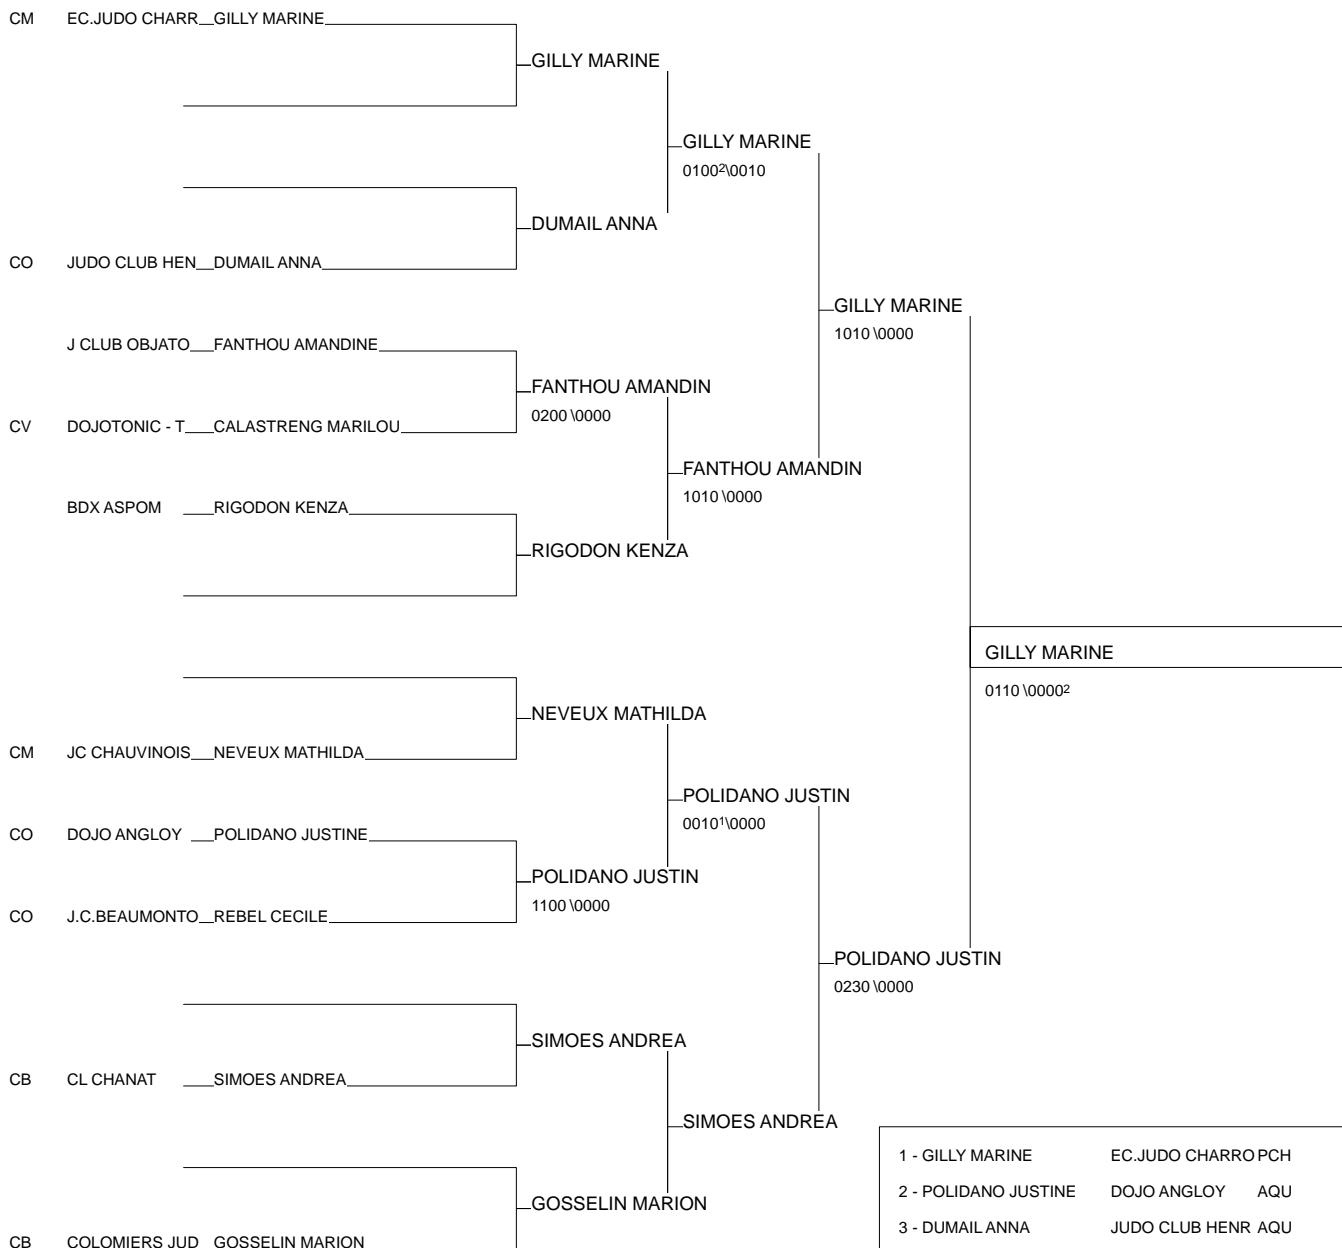 CM EC.JUDO CHARR GILLY MARINE
GILLY MARINE
GILLY MARINE
0100²\0010
DUMAIL ANNA
CO JUDO CLUB HEN DUMAIL ANNA
GILLY MARINE
1010 \0000
J CLUB OBJATO FANTHOU AMANDINE
FANTHOU AMANDIN
0200 \0000
CV DOJOTONIC - T CALASTRENG MARILOU
FANTHOU AMANDIN
1010 \0000
BDX ASPOM RIGODON KENZA
RIGODON KENZA
GILLY MARINE
0110 \0000²
NEVEUX MATHILDA
CM JC CHAUVINOIS NEVEUX MATHILDA
POLIDANO JUSTIN
0010¹\0000
CO DOJO ANGLOY POLIDANO JUSTINE
POLIDANO JUSTIN
1100 \0000
CO J.C.BEAUMONTO REBEL CECILE
POLIDANO JUSTIN
0230 \0000
SIMOES ANDREA
CB CL CHANAT SIMOES ANDREA
SIMOES ANDREA
1 - GILLY MARINE EC.JUDO CHARRO PCH
2 - POLIDANO JUSTINE DOJO ANGLOY AQU
GOSSELIN MARION
3 - DUMAIL ANNA JUDO CLUB HENR AQU
CB COLOMIERS JUD GOSSELIN MARION